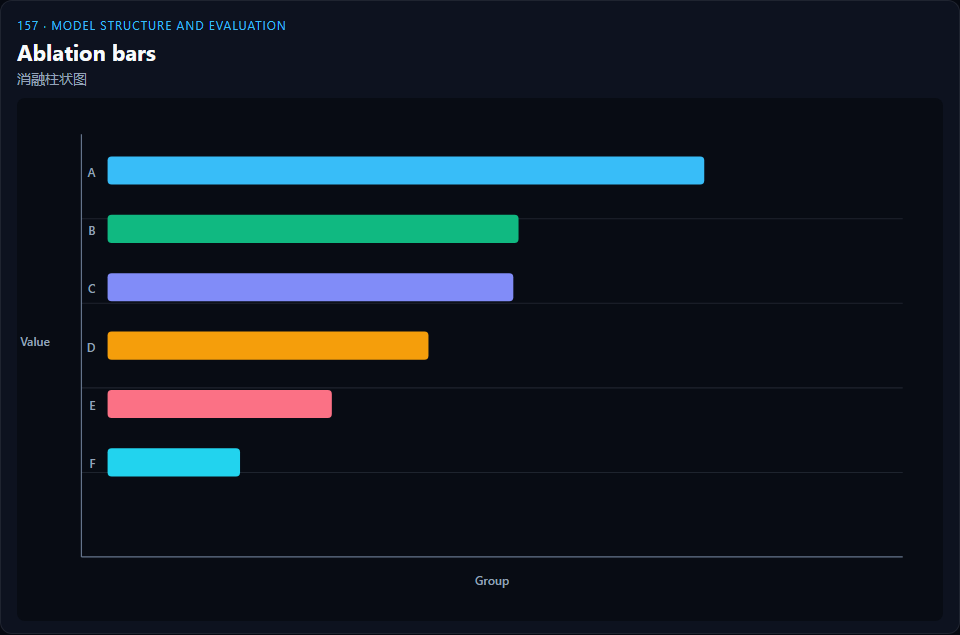 157 · MODEL STRUCTURE AND EVALUATION
Ablation bars
消融柱状图
A
B
C
Value
D
E
F
Group